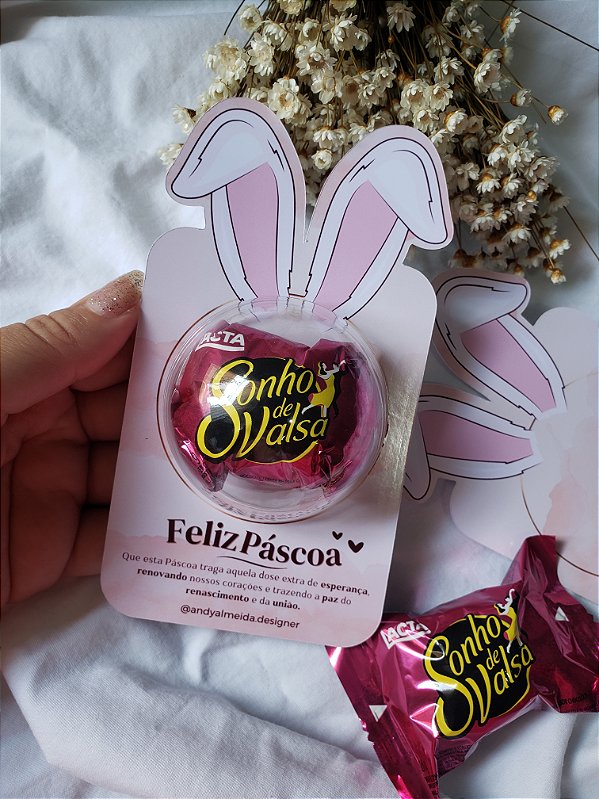 LACTA
Sonho
de
Valsa
Feliz Páscoa
Que esta Páscoa traga aquela dose extra de esperança,
renovando nossos corações e trazendo a paz do
renascimento e da união.
@andyalmeida.designer
LACTA
Sonho
de
Valsa